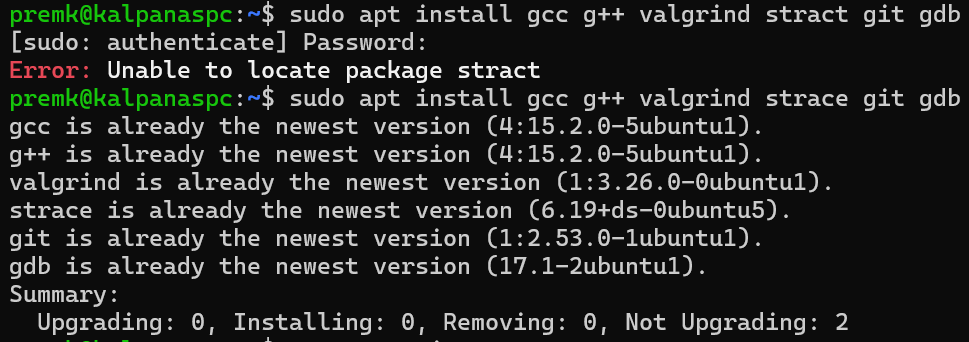 premk@kalpanaspc:~$ sudo apt install gcc g++ valgrind stract git gdb
[sudo: authenticate] Password:
Error: Unable to locate package stract
premk@kalpanaspc:~$ sudo apt install gcc g++ valgrind strace git gdb
gcc is already the newest version (4:15.2.0-5ubuntu1).
g++ is already the newest version (4:15.2.0-5ubuntu1).
valgrind is already the newest version (1:3.26.0-0ubuntu1).
strace is already the newest version (6.19+ds-0ubuntu5).
git is already the newest version (1:2.53.0-1ubuntu1).
gdb is already the newest version (17.1-2ubuntu1).
Summary:
  Upgrading: 0, Installing: 0, Removing: 0, Not Upgrading: 2